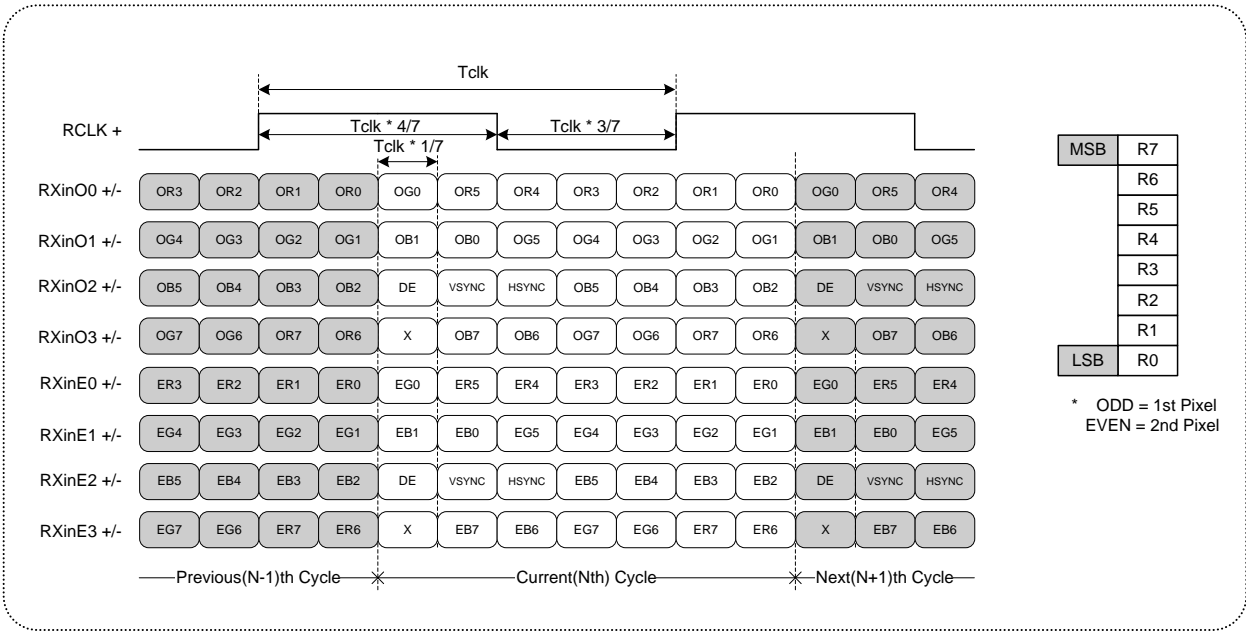 Tclk
RCLK +
Tclk * 4/7
Tclk * 3/7
Tclk * 1/7
RXinO0 +/- OR3 OR2 OR1 OR0 OG0 OR5 OR4 OR3 OR2 OR1 OR0 OG0 OR5 OR4
RXinO1 +/- OG4 OG3 OG2 OG1 OB1 OB0 OG5 OG4 OG3 OG2 OG1 OB1 OB0 OG5
RXinO2 +/- OB5 OB4 OB3 OB2 DE VSYNC HSYNC OB5 OB4 OB3 OB2 DE VSYNC HSYNC
RXinO3 +/- OG7 OG6 OR7 OR6 X OB7 OB6 OG7 OG6 OR7 OR6 X OB7 OB6
RXinE0 +/- ER3 ER2 ER1 ER0 EG0 ER5 ER4 ER3 ER2 ER1 ER0 EG0 ER5 ER4
RXinE1 +/- EG4 EG3 EG2 EG1 EB1 EB0 EG5 EG4 EG3 EG2 EG1 EB1 EB0 EG5
RXinE2 +/- EB5 EB4 EB3 EB2 DE VSYNC HSYNC EB5 EB4 EB3 EB2 DE VSYNC HSYNC
RXinE3 +/- EG7 EG6 ER7 ER6 X EB7 EB6 EG7 EG6 ER7 ER6 X EB7 EB6
Previous(N-1)th Cycle Current(Nth) Cycle Next(N+1)th Cycle
MSB R7
R6
R5
R4
R3
R2
R1
LSB R0
* ODD = 1st Pixel
EVEN = 2nd Pixel